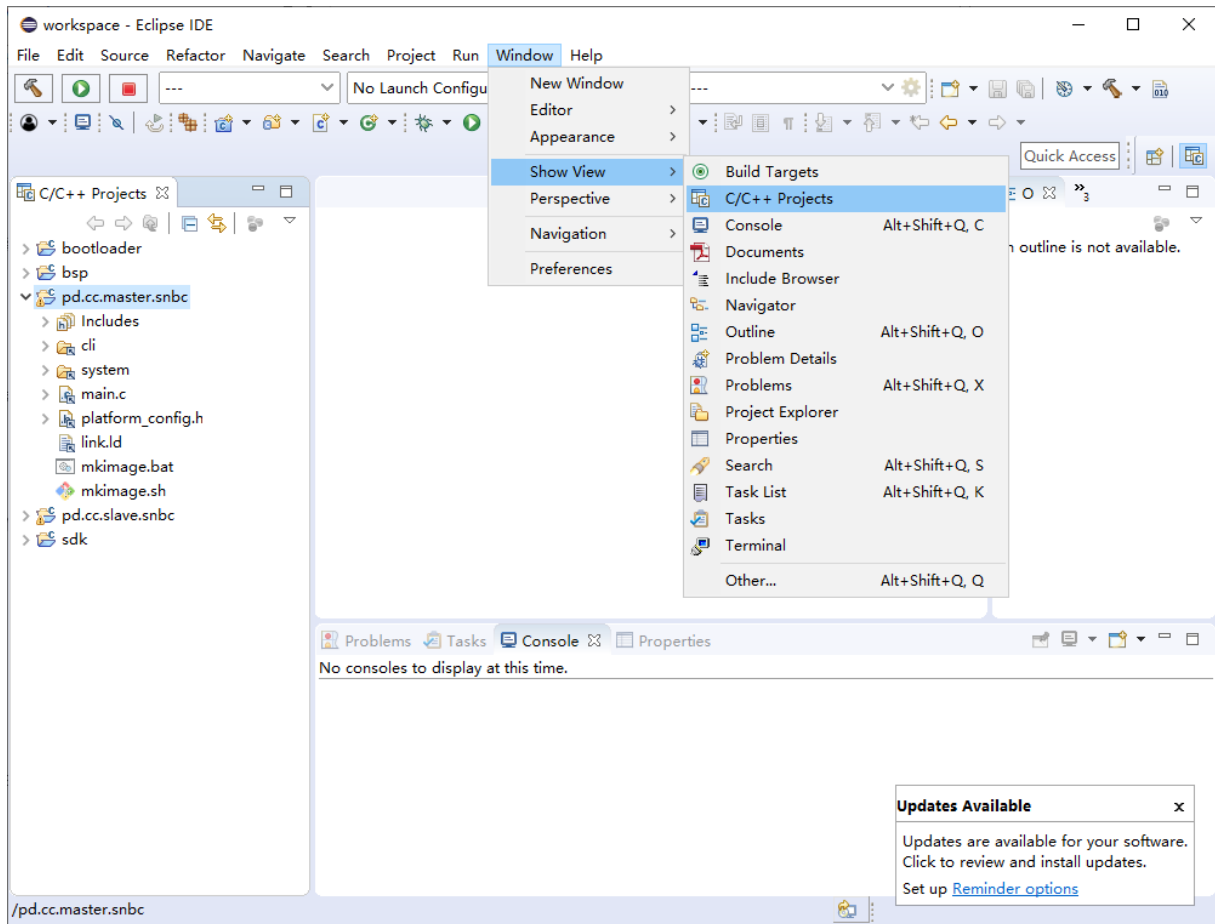 workspace - Eclipse IDE
File Edit Source Refactor Navigate Search Project Run Window Help
--- No Launch Configu ---
Quick Access
C/C++ Projects
bootloader
bsp
pd.cc.master.snbc
Includes
cli
system
main.c
platform_config.h
link.ld
mkimage.bat
mkimage.sh
pd.cc.slave.snbc
sdk
New Window
Editor
Appearance
Show View
Perspective
Navigation
Preferences
Build Targets
C/C++ Projects
Console Alt+Shift+Q, C
Documents
Include Browser
Navigator
Outline Alt+Shift+Q, O
Problem Details
Problems Alt+Shift+Q, X
Project Explorer
Properties
Search Alt+Shift+Q, S
Task List Alt+Shift+Q, K
Tasks
Terminal
Other... Alt+Shift+Q, Q
O 3
outline is not available.
Problems Tasks Console Properties
No consoles to display at this time.
Updates Available x
Updates are available for your software.
Click to review and install updates.
Set up Reminder options
/pd.cc.master.snbc